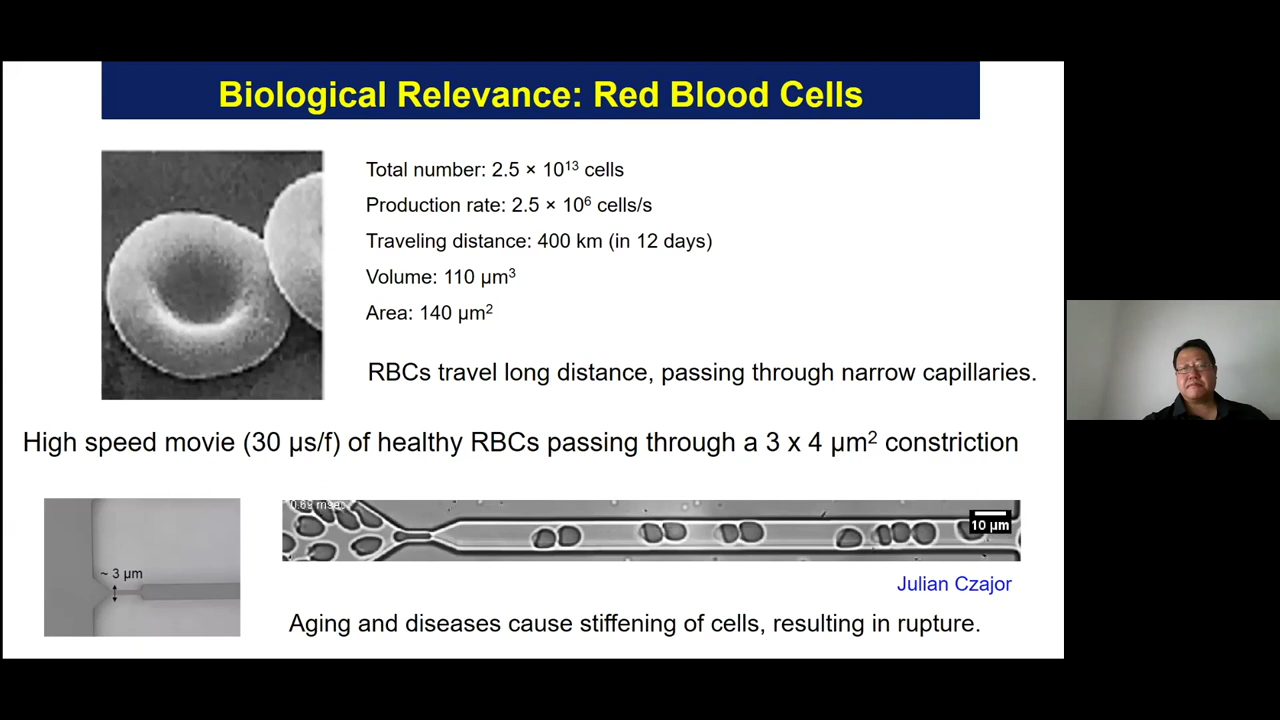 Biological Relevance: Red Blood Cells
Total number: 2.5 × 10¹³ cells
Production rate: 2.5 × 10⁶ cells/s
Traveling distance: 400 km (in 12 days)
Volume: 110 µm³
Area: 140 µm²
RBCs travel long distance, passing through narrow capillaries.
High speed movie (30 µs/f) of healthy RBCs passing through a 3 x 4 µm² constriction
0.69 msec
10 µm
~ 3 µm
Julian Czajor
Aging and diseases cause stiffening of cells, resulting in rupture.